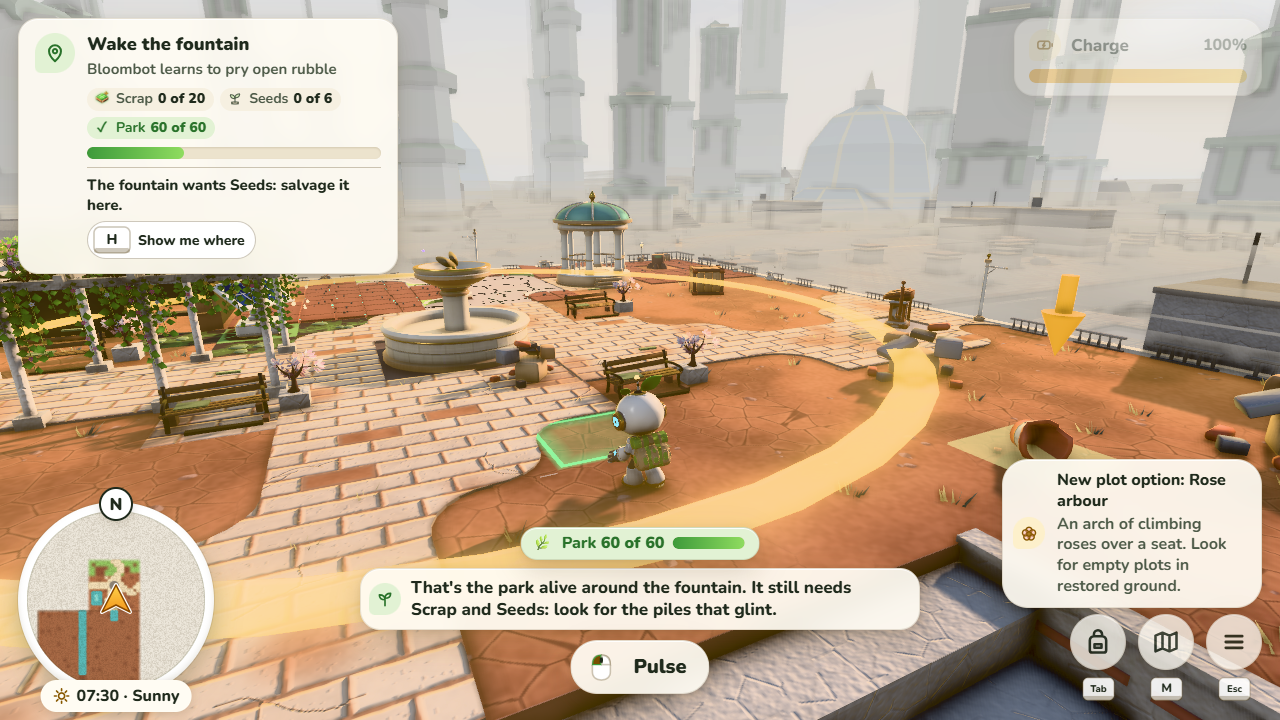 Wake the fountain
Bloombot learns to pry open rubble
Scrap 0 of 20
Seeds 0 of 6
Park 60 of 60
The fountain wants Seeds: salvage it
here.
H
Show me where
Charge
100%
New plot option: Rose
arbour
An arch of climbing
roses over a seat. Look
for empty plots in
restored ground.
N
Park 60 of 60
That's the park alive around the fountain. It still needs
Scrap and Seeds: look for the piles that glint.
Pulse
07:30 · Sunny
Tab
M
Esc